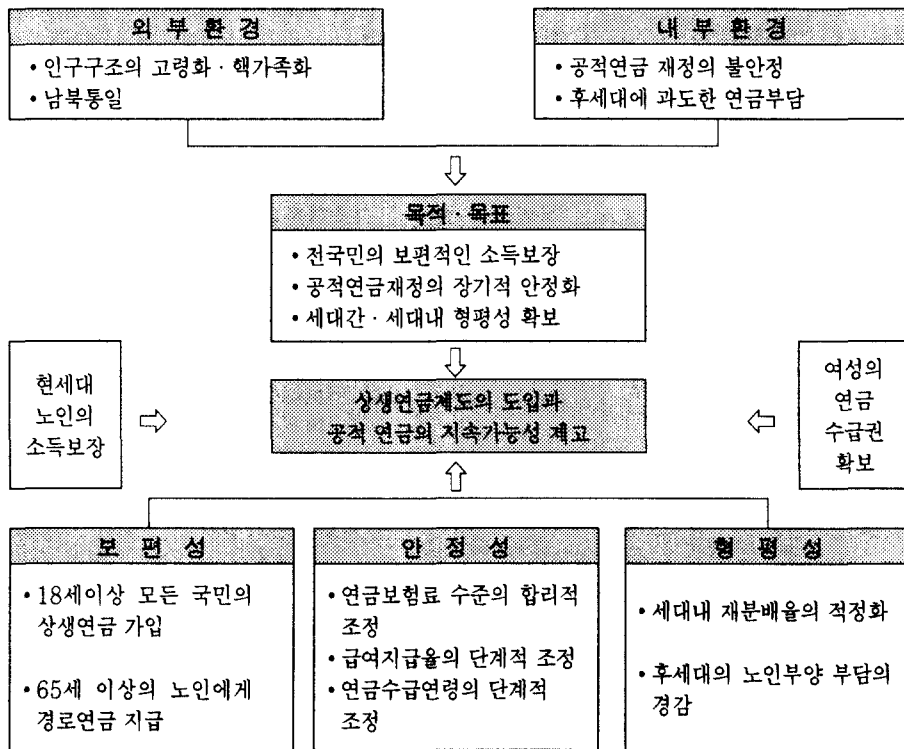 외 부 환 경
• 인구구조의 고령화 · 핵가족화
• 남북통일
내 부 환 경
• 공적연금 재정의 불안정
• 후세대에 과도한 연금부담
목적 · 목표
• 전국민의 보편적인 소득보장
• 공적연금재정의 장기적 안정화
• 세대간 · 세대내 형평성 확보
현세대
노인의
소득보장
상생연금제도의 도입과
공적 연금의 지속가능성 제고
여성의
연금
수급권
확보
보 편 성
• 18세이상 모든 국민의
상생연금 가입
• 65세 이상의 노인에게
경로연금 지급
안 정 성
• 연금보험료 수준의 합리적
조정
• 급여지급율의 단계적 조정
• 연금수급연령의 단계적
조정
형 평 성
• 세대내 재분배율의 적정화
• 후세대의 노인부양 부담의
경감